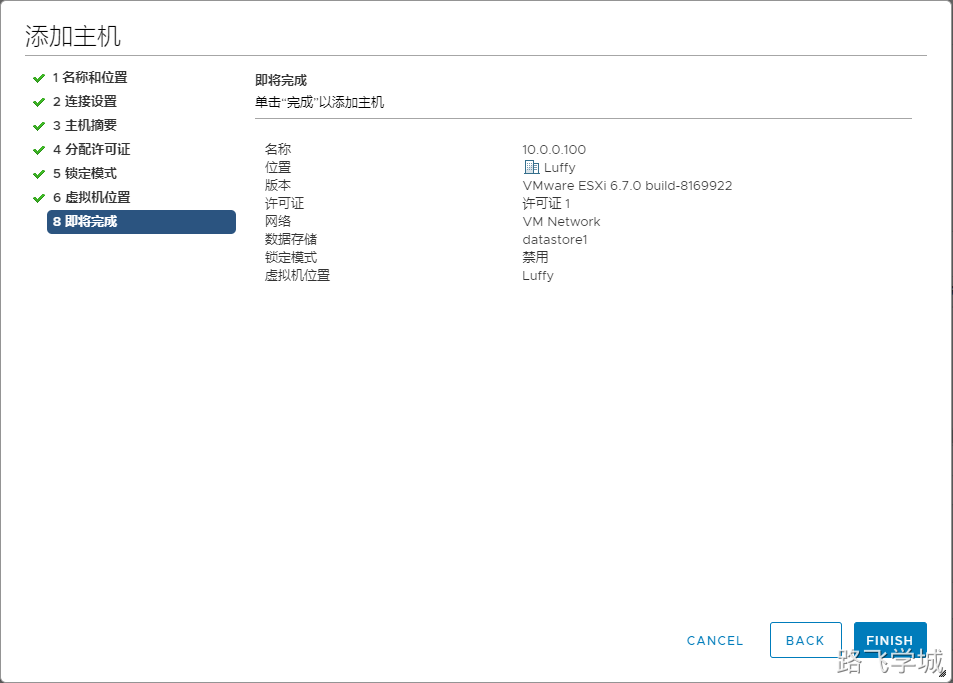 添加主机
1 名称和位置
2 连接设置
3 主机摘要
4 分配许可证
5 锁定模式
6 虚拟机位置
8 即将完成
即将完成
单击“完成”以添加主机
名称 10.0.0.100
位置 Luffy
版本 VMware ESXi 6.7.0 build-8169922
许可证 许可证 1
网络 VM Network
数据存储 datastore1
锁定模式 禁用
虚拟机位置 Luffy
CANCEL BACK FINISH
路飞学城